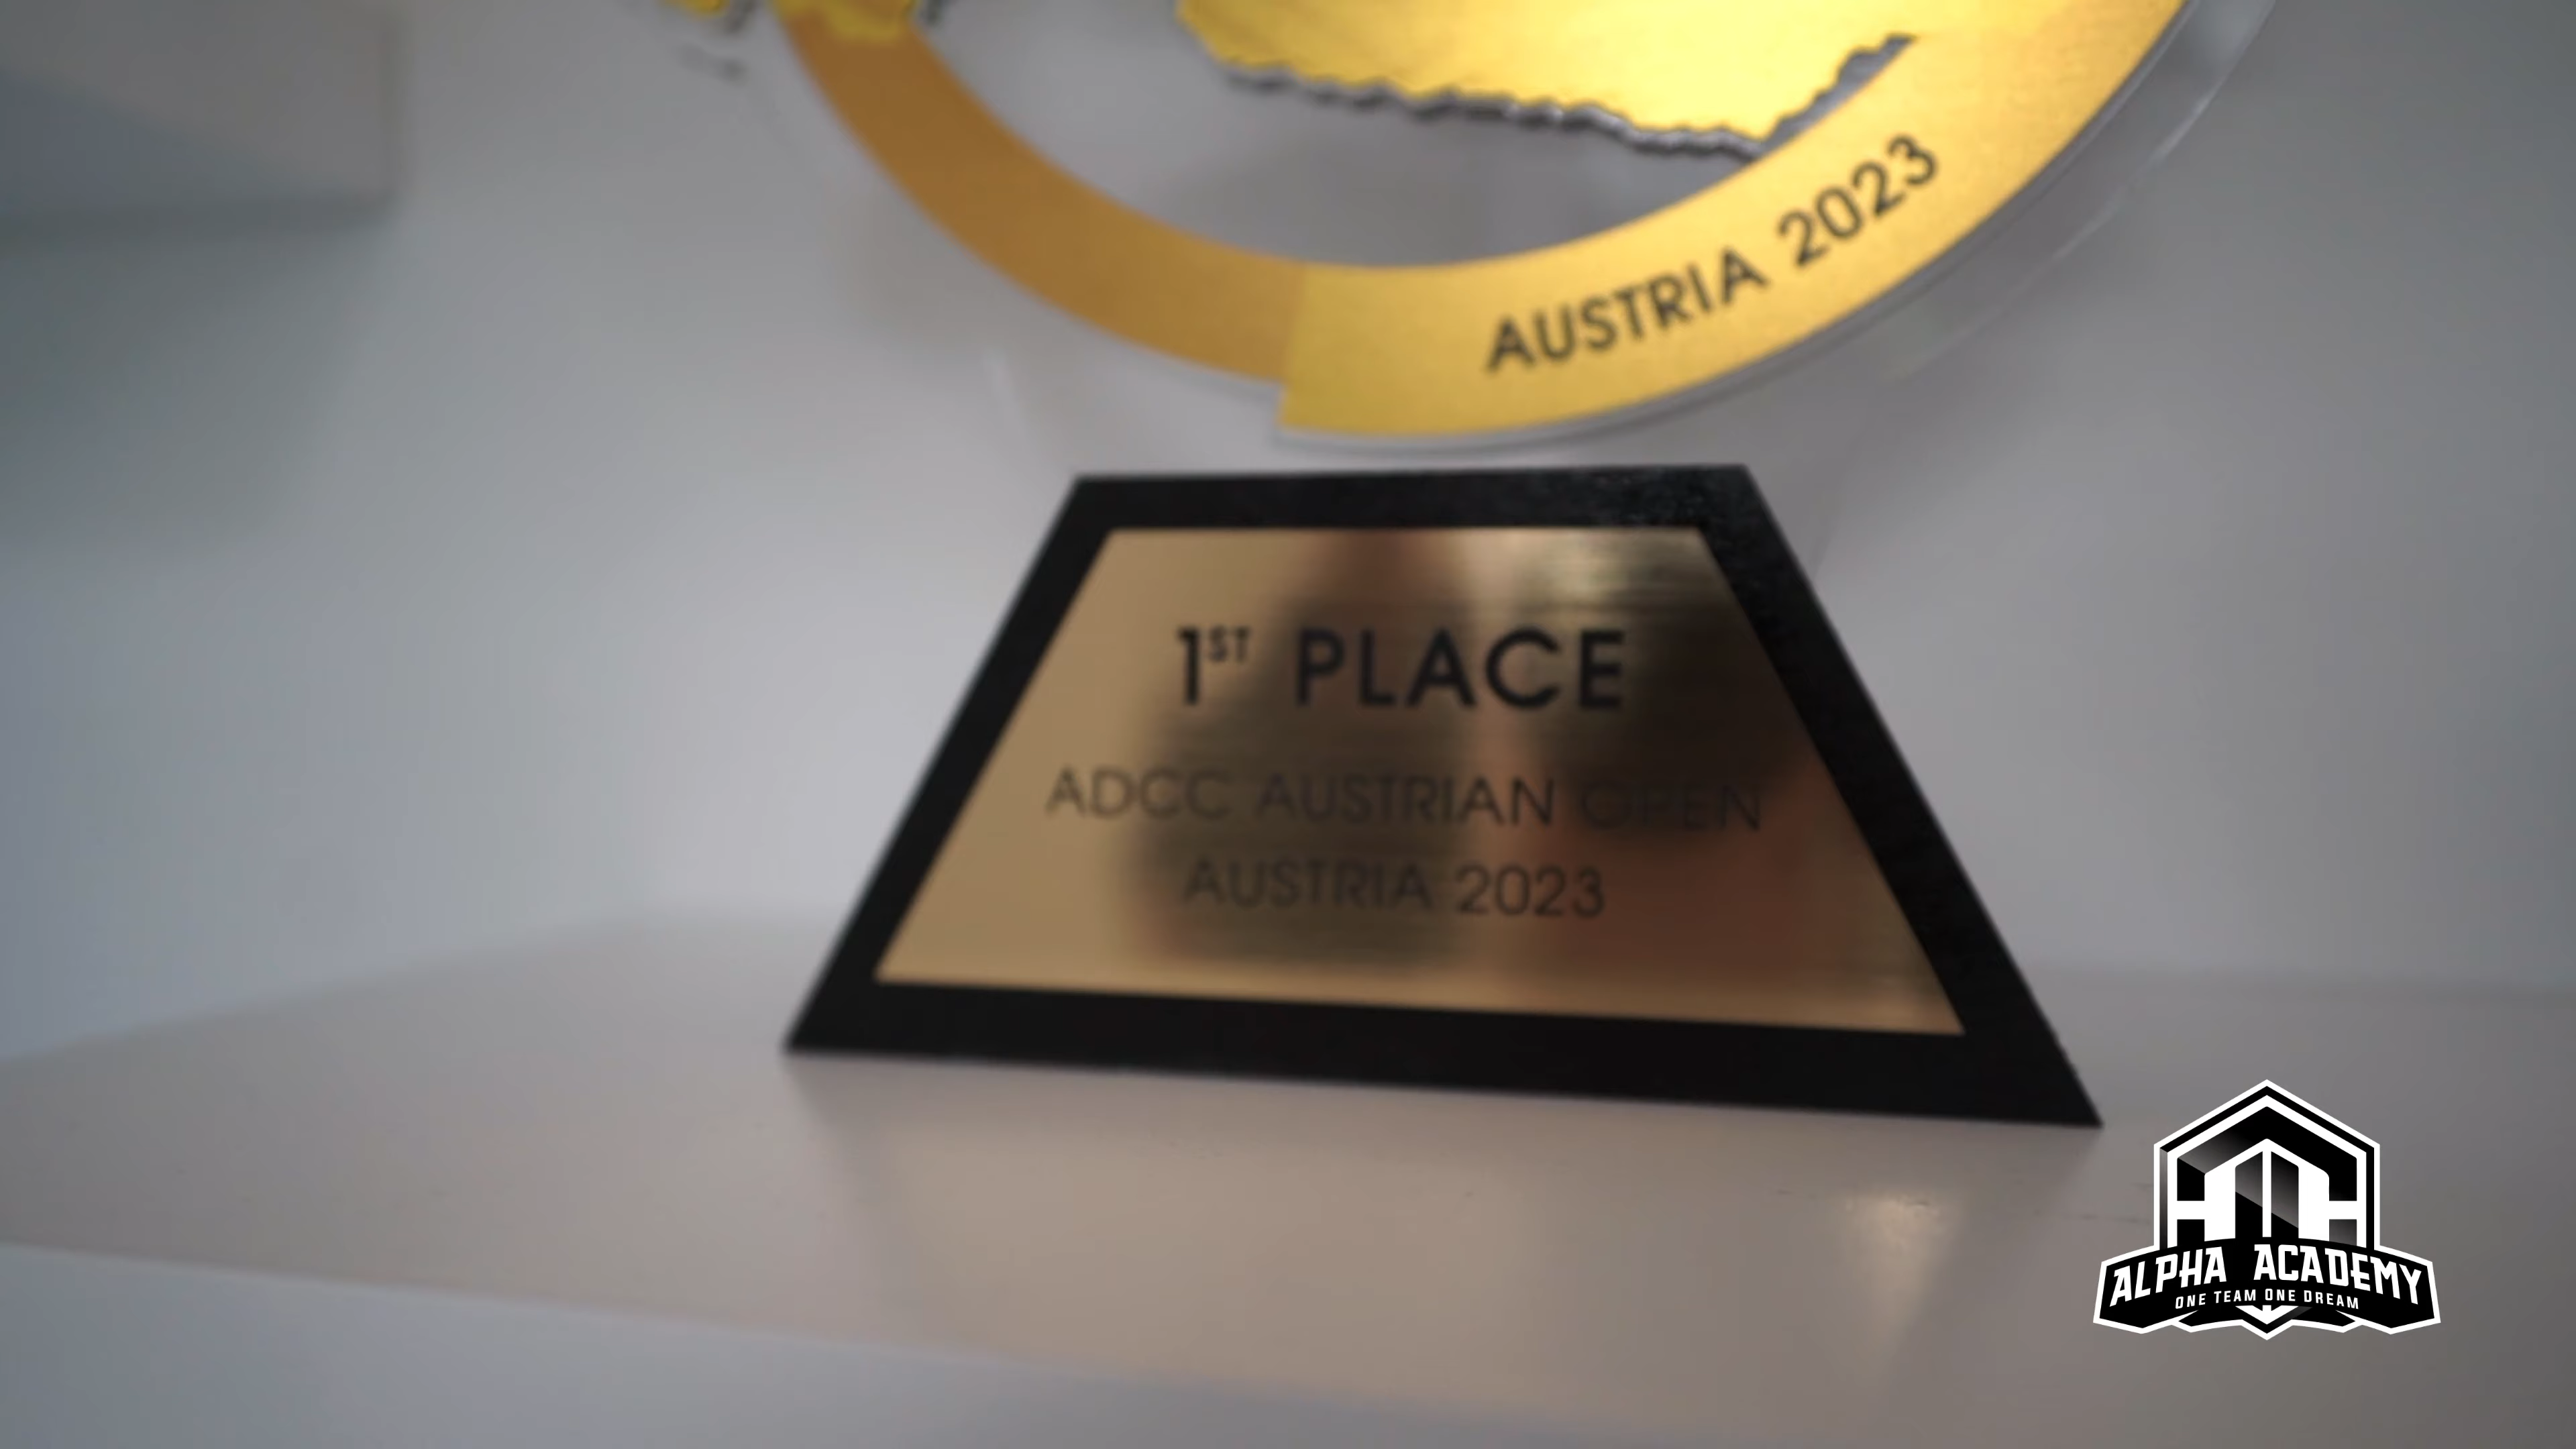 AUSTRIA 2023
1ST PLACE
ADCC AUSTRIAN OPEN
AUSTRIA 2023
ALPHA ACADEMY
ONE TEAM ONE DREAM